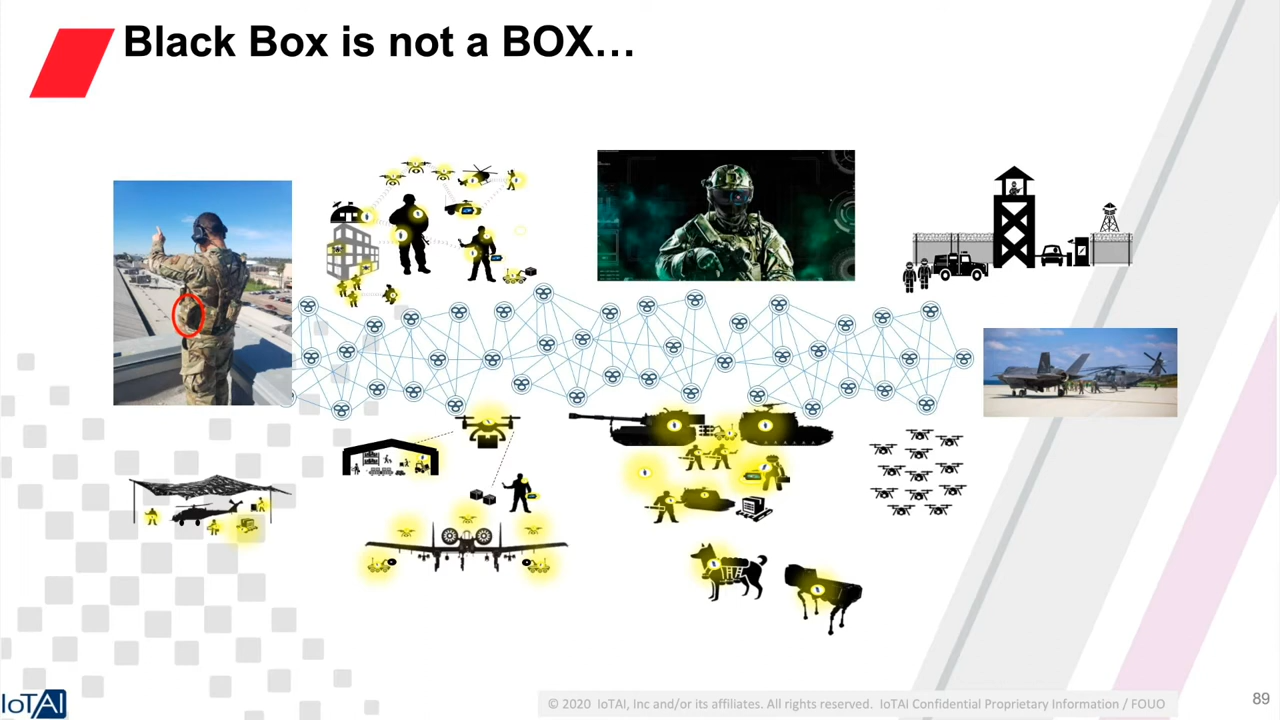 Black Box is not a BOX...
IoTAI
© 2020 IoTAI, Inc and/or its affiliates. All rights reserved. IoTAI Confidential Proprietary Information / FOUO
89